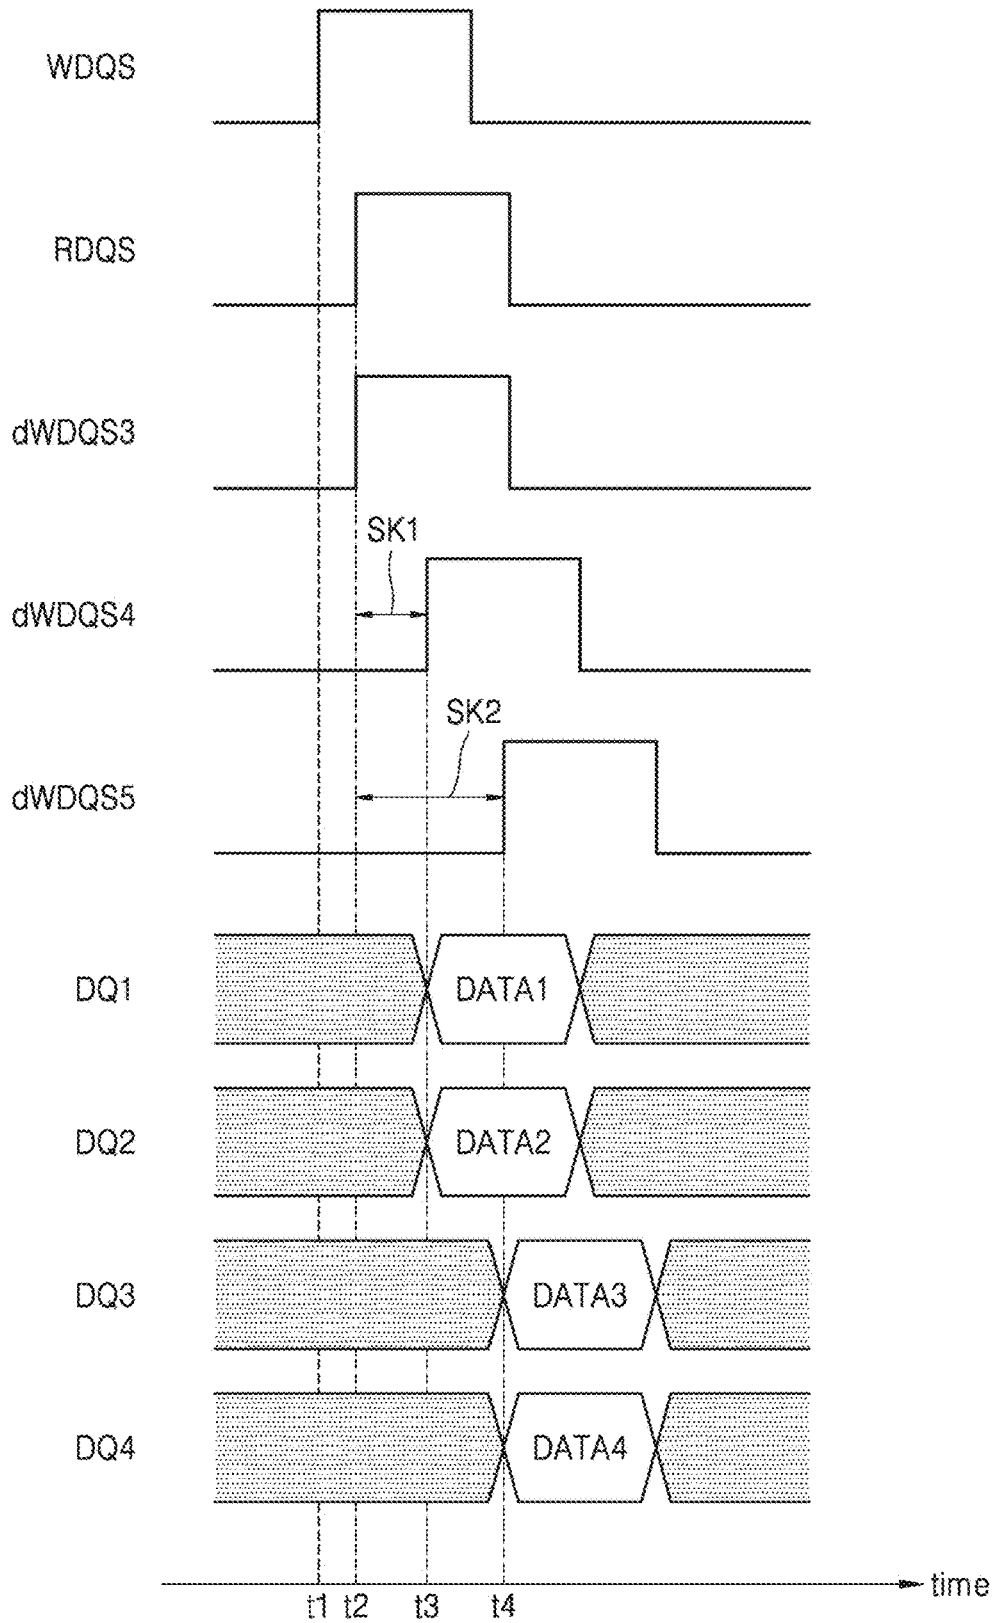 WDQS
RDQS
dWDQS3
SK1
dWDQS4
SK2
dWDQS5
DQ1 DATA1
DQ2 DATA2
DQ3 DATA3
DQ4 DATA4
time
t1 t2 t3 t4